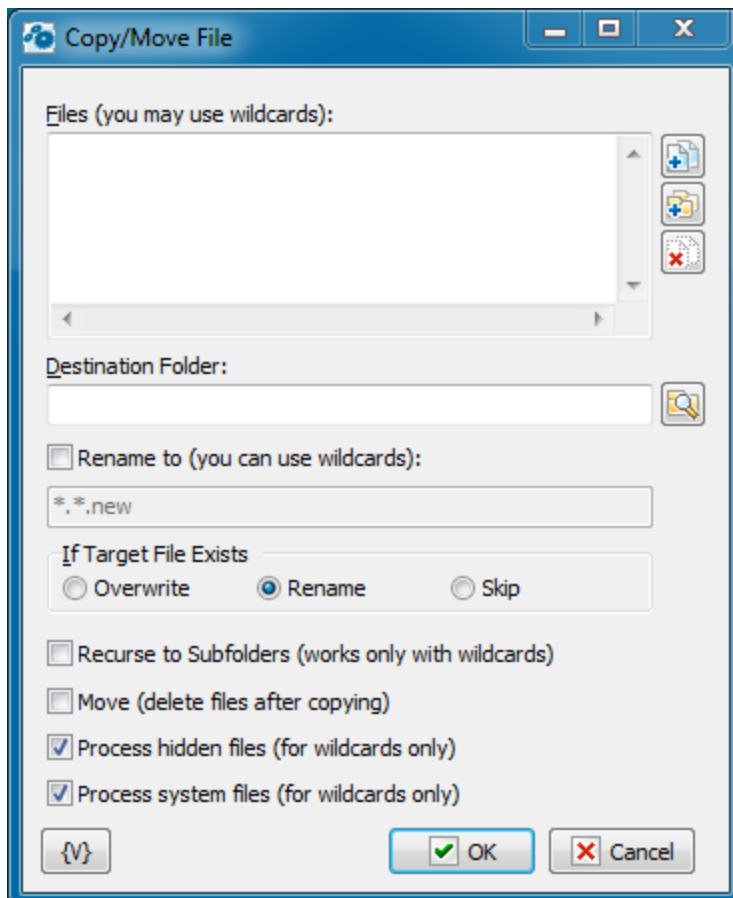 Copy/Move File
Files (you may use wildcards):
Destination Folder:
Rename to (you can use wildcards):
*.*.new
If Target File Exists
Overwrite Rename Skip
Recurse to Subfolders (works only with wildcards)
Move (delete files after copying)
Process hidden files (for wildcards only)
Process system files (for wildcards only)
{V} OK Cancel